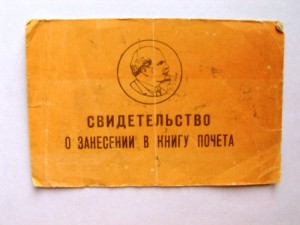 СВИДЕТЕЛЬСТВО
О ЗАНЕСЕНИИ В КНИГУ ПОЧЕТА